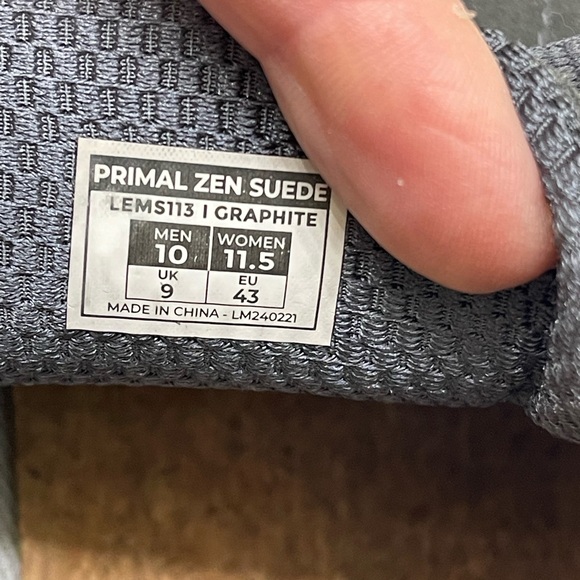 PRIMAL ZEN SUEDE
LEMS113 | GRAPHITE
MEN WOMEN
10 11.5
UK EU
9 43
MADE IN CHINA - LM240221